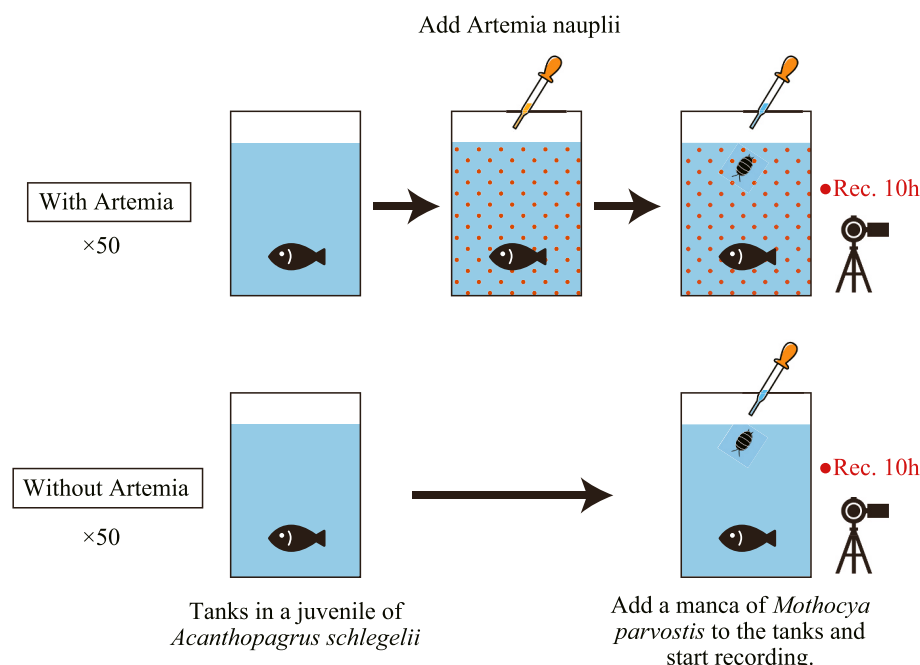 Add Artemia nauplii
With Artemia
×50
●Rec. 10h
Without Artemia
×50
●Rec. 10h
Tanks in a juvenile of
Acanthopagrus schlegelii
Add a manca of Mothocya
parvostis to the tanks and
start recording.